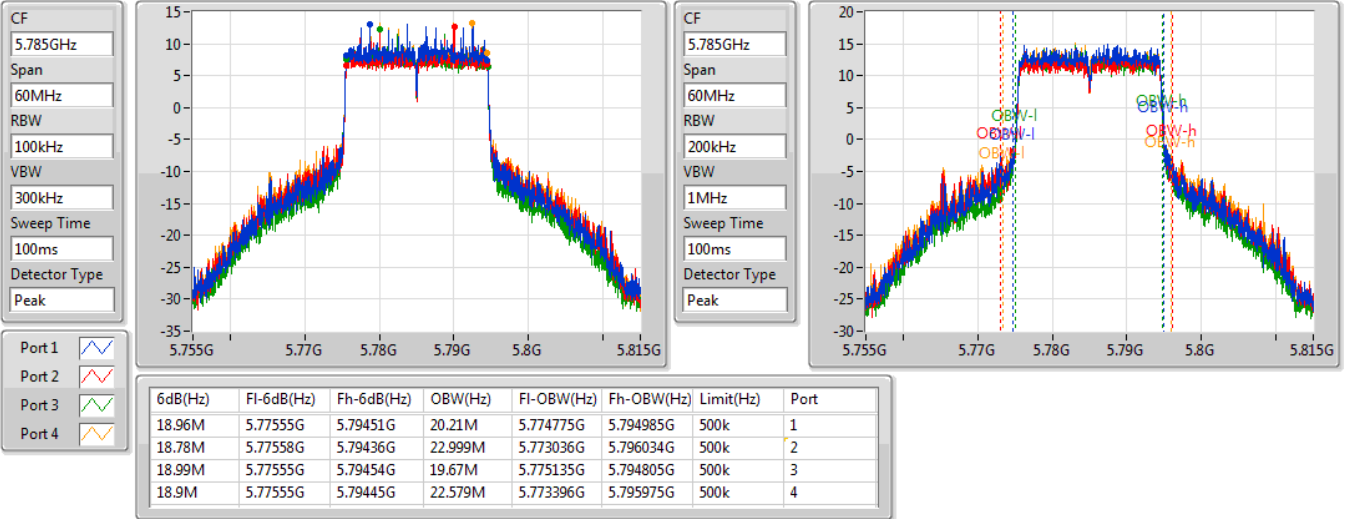 CF
5.785GHz
Span
60MHz
RBW
100kHz
VBW
300kHz
Sweep Time
100ms
Detector Type
Peak
15
10
5
0
-5
-10
-15
-20
-25
-30
-35
5.755G 5.77G 5.78G 5.79G 5.8G 5.815G
CF
5.785GHz
Span
60MHz
RBW
200kHz
VBW
1MHz
Sweep Time
100ms
Detector Type
Peak
20
15
10
5
0
-5
-10
-15
-20
-25
-30
OBW-l
OBW-l
OBW-l
OBW-h
OBW-h
OBW-h
OBW-h
5.755G 5.77G 5.78G 5.79G 5.8G 5.815G
Port 1
Port 2
Port 3
Port 4
6dB(Hz) Fl-6dB(Hz) Fh-6dB(Hz) OBW(Hz) Fl-OBW(Hz) Fh-OBW(Hz) Limit(Hz) Port
18.96M 5.77555G 5.79451G 20.21M 5.774775G 5.794985G 500k 1
18.78M 5.77558G 5.79436G 22.999M 5.773036G 5.796034G 500k 2
18.99M 5.77555G 5.79454G 19.67M 5.775135G 5.794805G 500k 3
18.9M 5.77555G 5.79445G 22.579M 5.773396G 5.795975G 500k 4